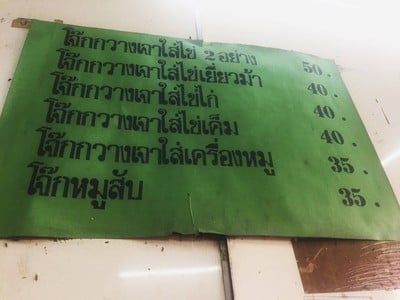 โจ๊กกวางเจาใส่ไข่ 2 อย่าง 50.
โจ๊กกวางเจาใส่ไข่เยี่ยวม้า 40.
โจ๊กกวางเจาใส่ไข่ไก่ 40.
โจ๊กกวางเจาใส่ไข่เค็ม 40.
โจ๊กกวางเจาใส่เครื่องหมู 35.
โจ๊กหมูสับ 35.